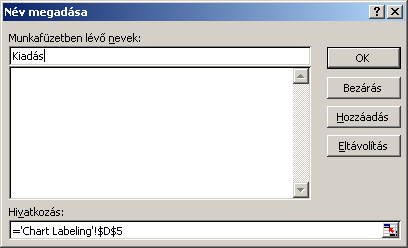 Név megadása
Munkafüzetben lévő nevek:
Kiadás
OK
Bezárás
Hozzáadás
Eltávolítás
Hivatkozás:
='Chart Labeling'!$D$5